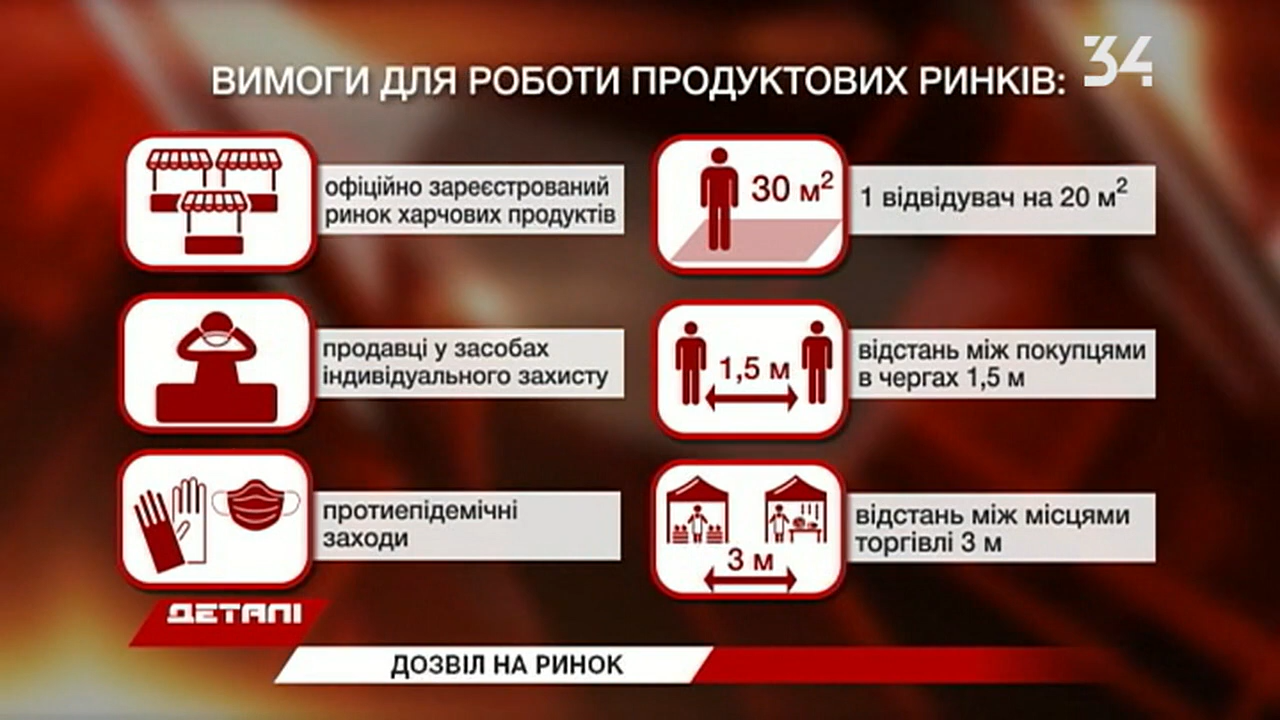 34
ВИМОГИ ДЛЯ РОБОТИ ПРОДУКТОВИХ РИНКІВ:
офіційно зареєстрований
ринок харчових продуктів
30 м²
1 відвідувач на 20 м²
продавці у засобах
індивідуального захисту
1,5 м
відстань між покупцями
в чергах 1,5 м
протиепідемічні
заходи
3 м
відстань між місцями
торгівлі 3 м
ДЕТАЛІ
ДОЗВІЛ НА РИНОК